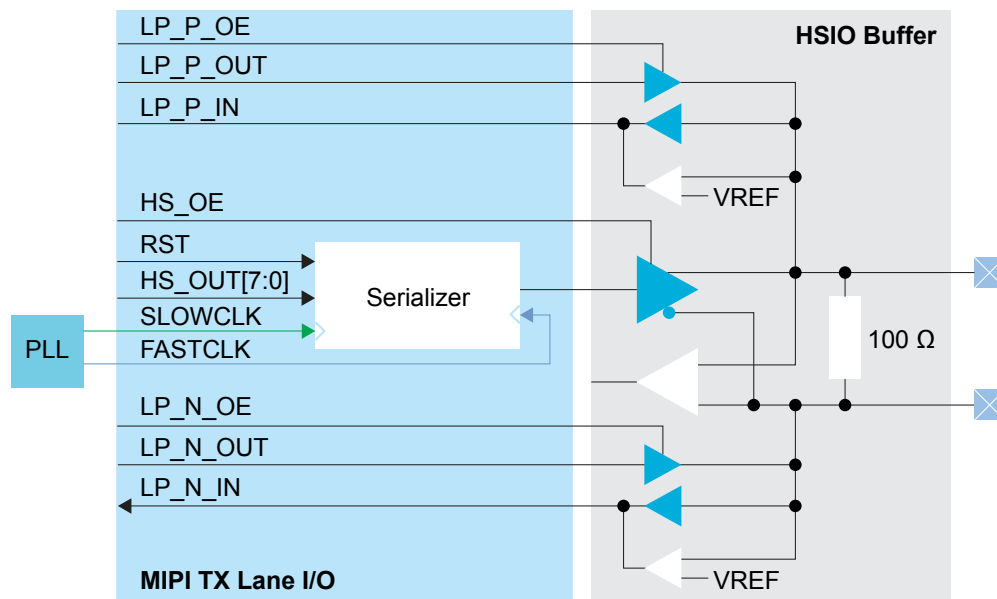 LP_P_OE
HSIO Buffer
LP_P_OUT
LP_P_IN
VREF
HS_OE
RST
HS_OUT[7:0]
Serializer
SLOWCLK
PLL
FASTCLK
100 Ω
LP_N_OE
LP_N_OUT
LP_N_IN
MIPI TX Lane I/O
VREF